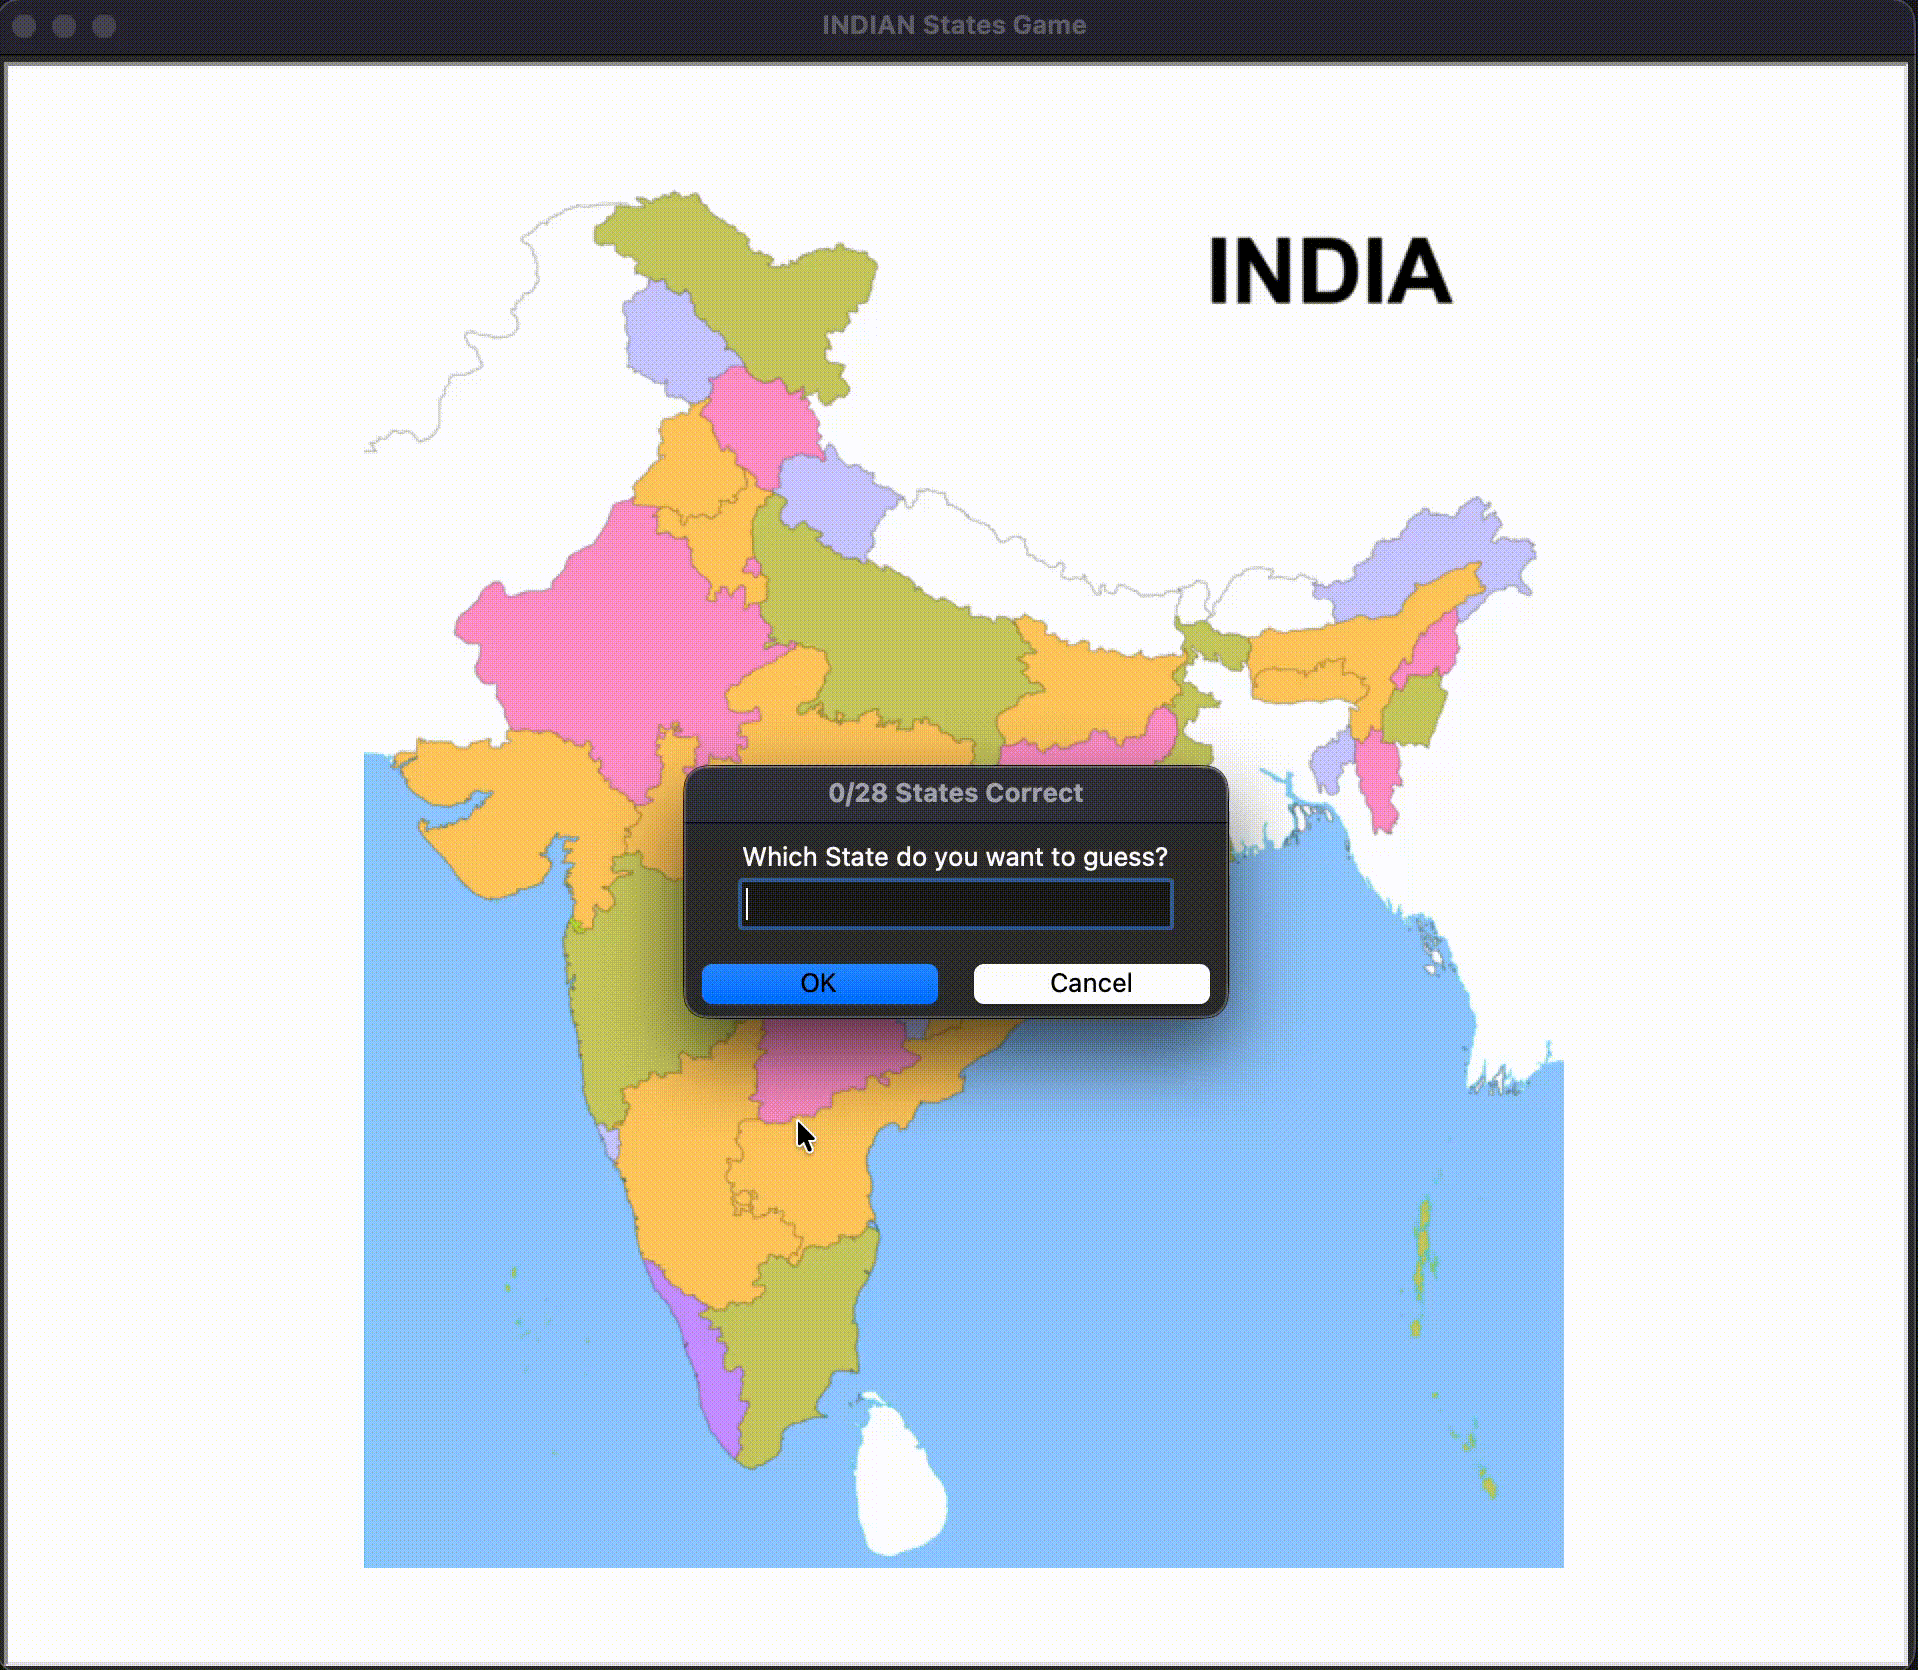 INDIAN States Game
INDIA
0/28 States Correct
Which State do you want to guess?
OK
Cancel